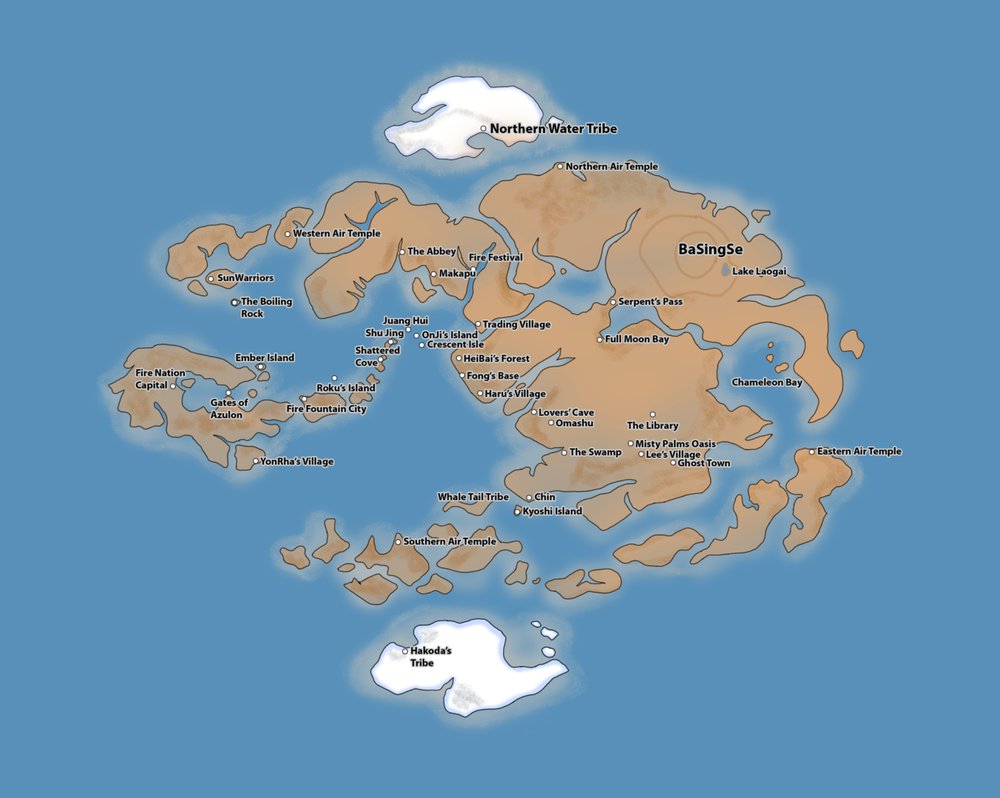 Northern Water Tribe
Northern Air Temple
Western Air Temple
The Abbey
BaSingSe
Fire Festival
Makapu
Lake Laogai
SunWarriors
The Boiling
Rock
Serpent's Pass
Juang Hui
Trading Village
Shu Jing
OnJi's Island
Full Moon Bay
Crescent Isle
Shattered
Cove
Ember Island
HeiBai's Forest
Fire Nation
Capital
Fong's Base
Chameleon Bay
Roku's Island
Haru's Village
Gates of
Azulon
Fire Fountain City
Lovers' Cave
Omashu
The Library
Misty Palms Oasis
The Swamp
Lee's Village
Eastern Air Temple
YonRha's Village
Ghost Town
Whale Tail Tribe
Chin
Kyoshi Island
Southern Air Temple
Hakoda's
Tribe